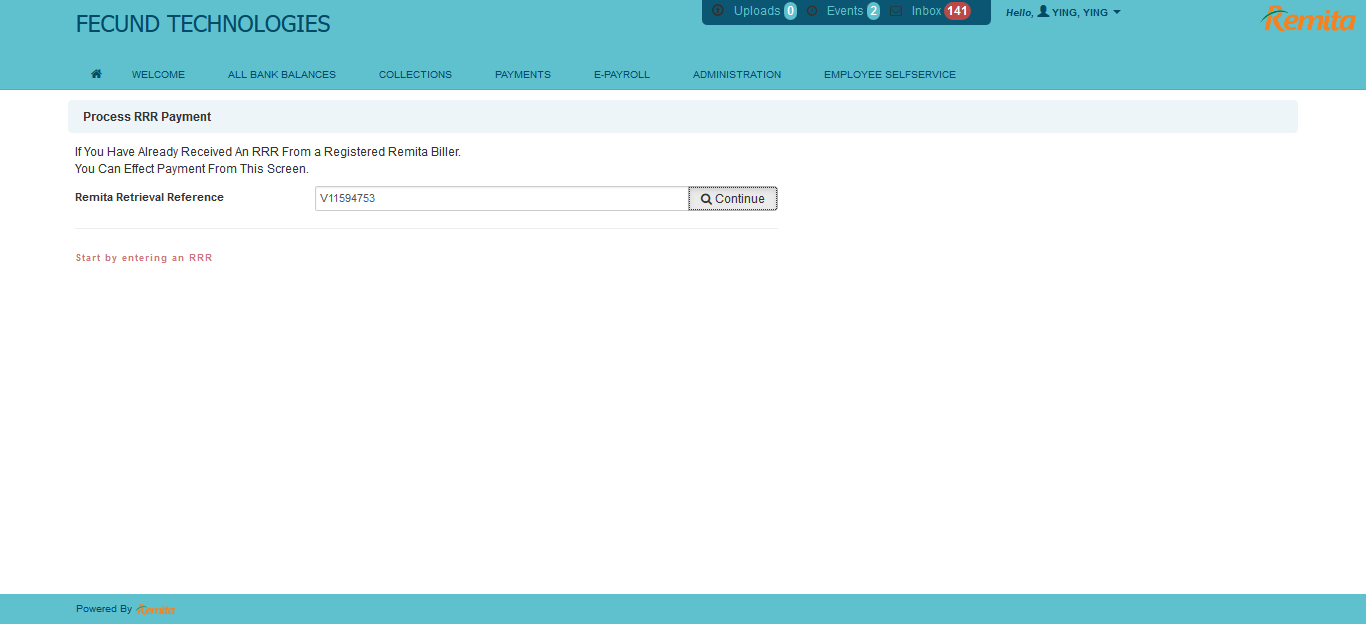 FECUND TECHNOLOGIES
Uploads 0 Events 2 Inbox 141
Hello, YING, YING
Remita
WELCOME ALL BANK BALANCES COLLECTIONS PAYMENTS E-PAYROLL ADMINISTRATION EMPLOYEE SELFSERVICE
Process RRR Payment
If You Have Already Received An RRR From a Registered Remita Biller.
You Can Effect Payment From This Screen.
Remita Retrieval Reference V11594753 Continue
Start by entering an RRR
Powered By Remita